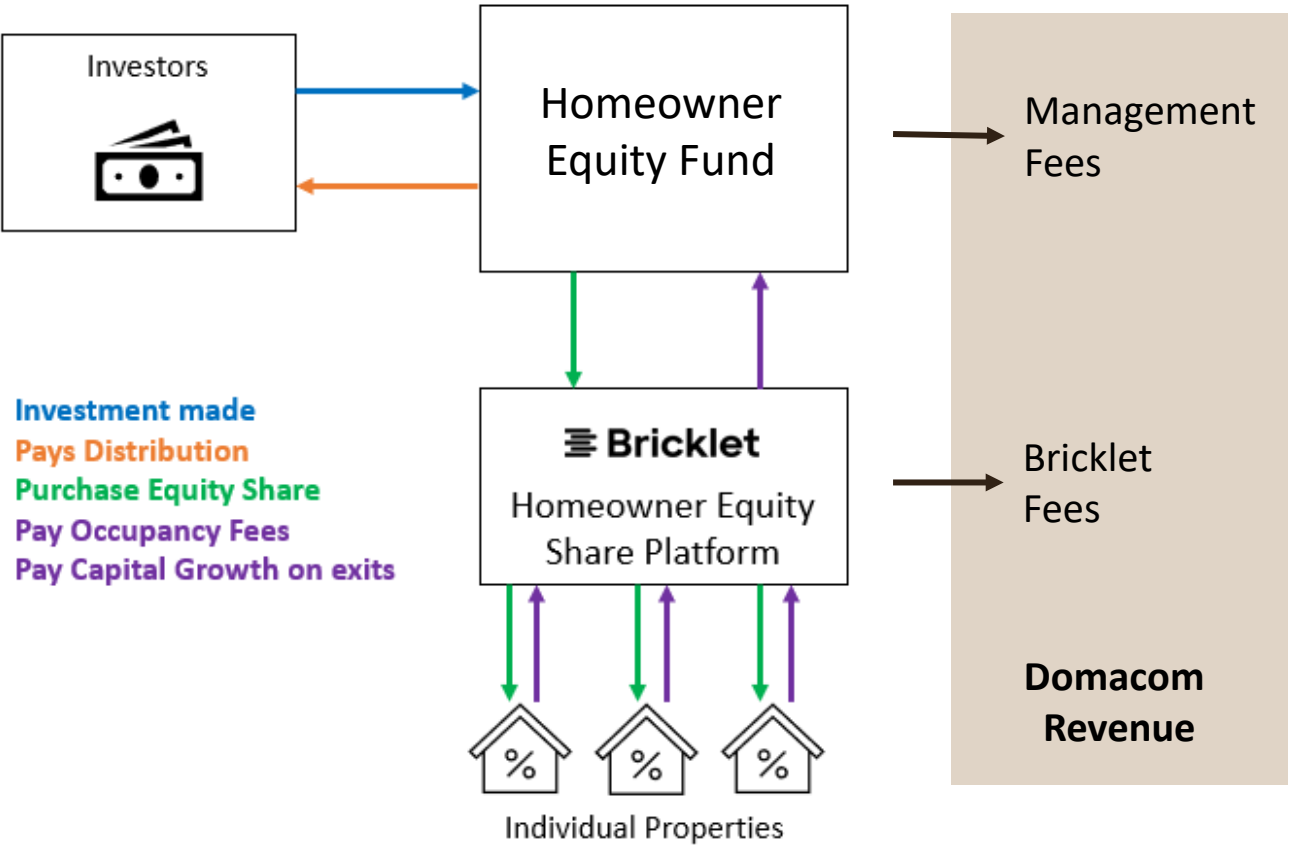 Investors
Homeowner
Equity Fund
Management
Fees
Investment made
Pays Distribution
Purchase Equity Share
Pay Occupancy Fees
Pay Capital Growth on exits
Bricklet
Homeowner Equity
Share Platform
Bricklet
Fees
Domacom
Revenue
%
%
%
Individual Properties